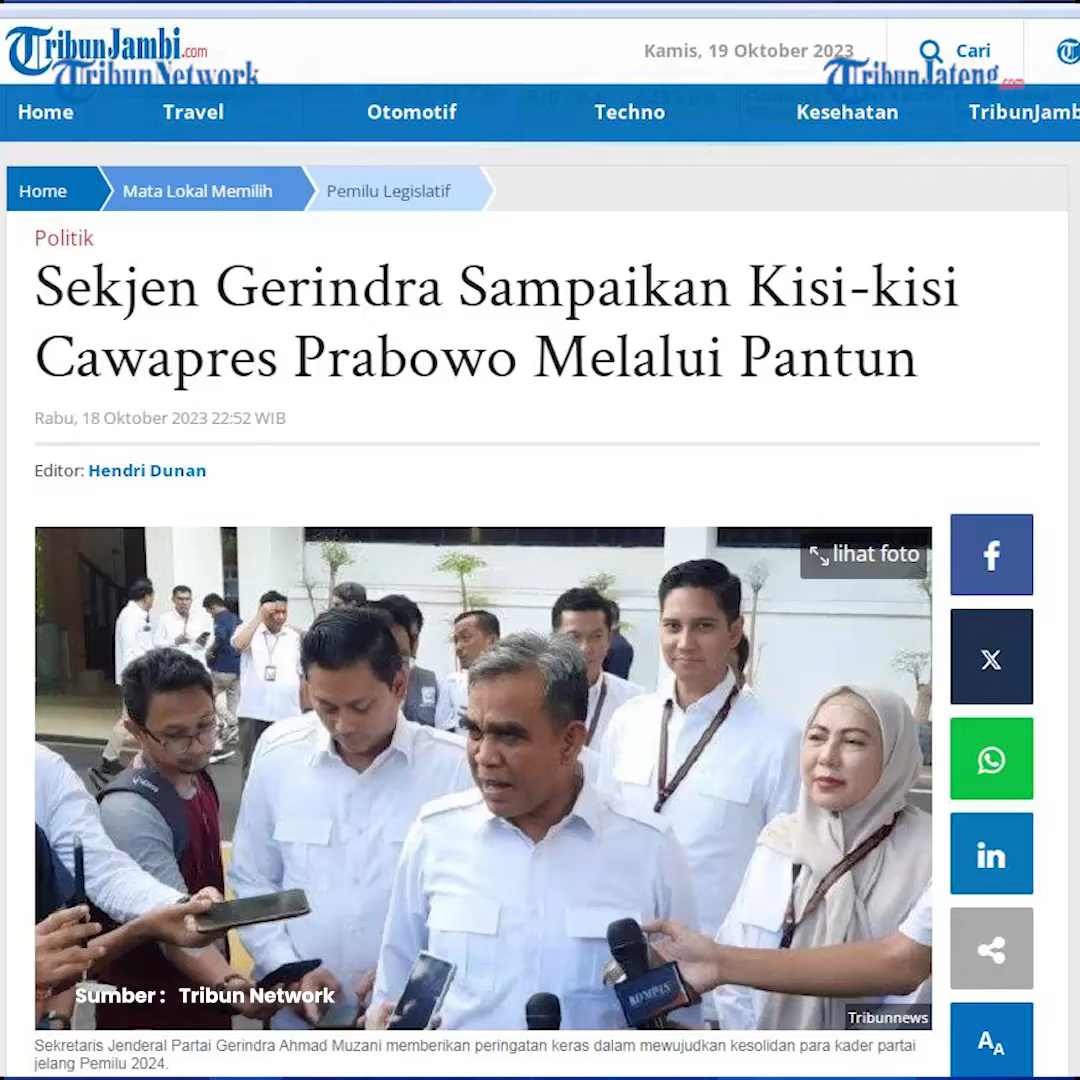 TribunJambi.com
TribunNetwork
Kamis, 19 Oktober 2023
Cari
TribunJateng.com
Home
Travel
Otomotif
Techno
Kesehatan
TribunJamb
Home
Mata Lokal Memilih
Pemilu Legislatif
Politik
Sekjen Gerindra Sampaikan Kisi-kisi
Cawapres Prabowo Melalui Pantun
Rabu, 18 Oktober 2023 22:52 WIB
Editor: Hendri Dunan
lihat foto
KOMPAS
Sumber : Tribun Network
Tribunnews
Sekretaris Jenderal Partai Gerindra Ahmad Muzani memberikan peringatan keras dalam mewujudkan kesolidan para kader partai
jelang Pemilu 2024.
f
X
in
AA